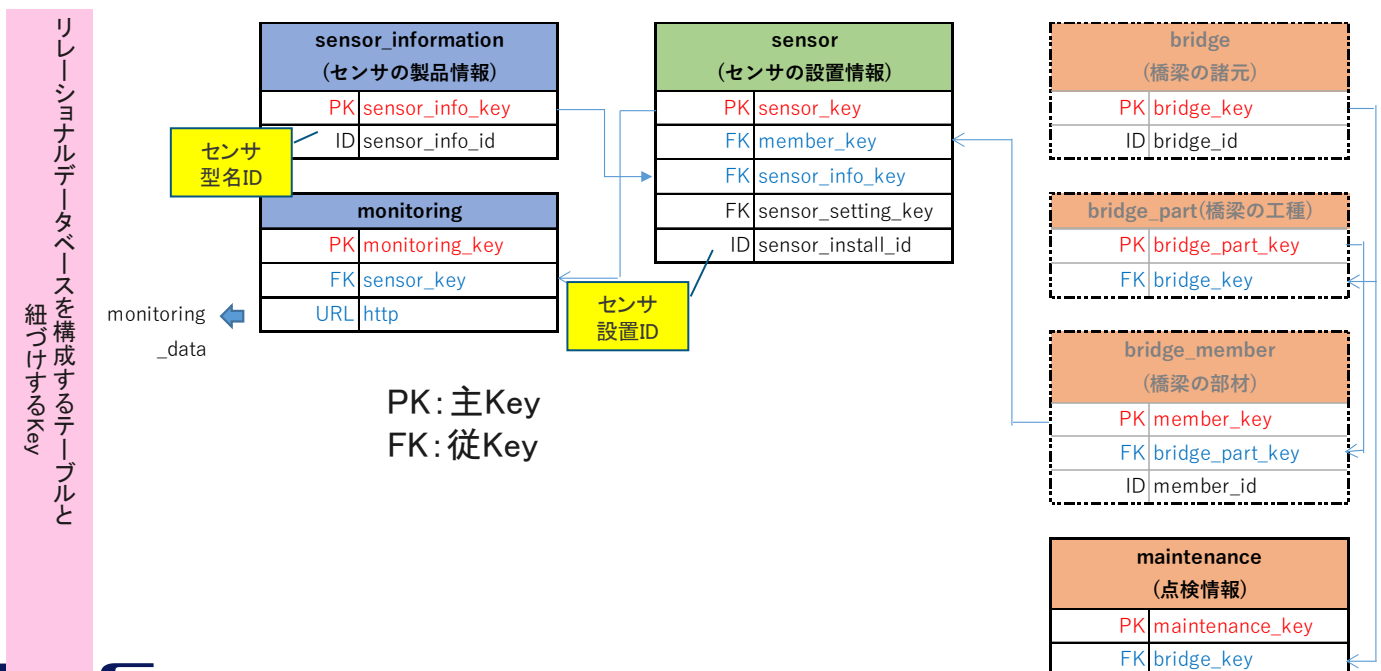 リレーショナルデータベースを構成するテーブルと
紐づけするKey
sensor_information
(センサの製品情報)
PK sensor_info_key
ID sensor_info_id
センサ
型名ID
monitoring
PK monitoring_key
FK sensor_key
URL http
monitoring
_data
sensor
(センサの設置情報)
PK sensor_key
FK member_key
FK sensor_info_key
FK sensor_setting_key
ID sensor_install_id
センサ
設置ID
PK:主Key
FK:従Key
bridge
(橋梁の諸元)
PK bridge_key
ID bridge_id
bridge_part(橋梁の工種)
PK bridge_part_key
FK bridge_key
bridge_member
(橋梁の部材)
PK member_key
FK bridge_part_key
ID member_id
maintenance
(点検情報)
PK maintenance_key
FK bridge_key